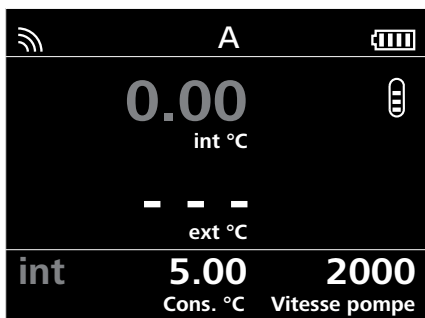 A
0.00
int °C
- - -
ext °C
int 5.00 2000
Cons. °C Vitesse pompe